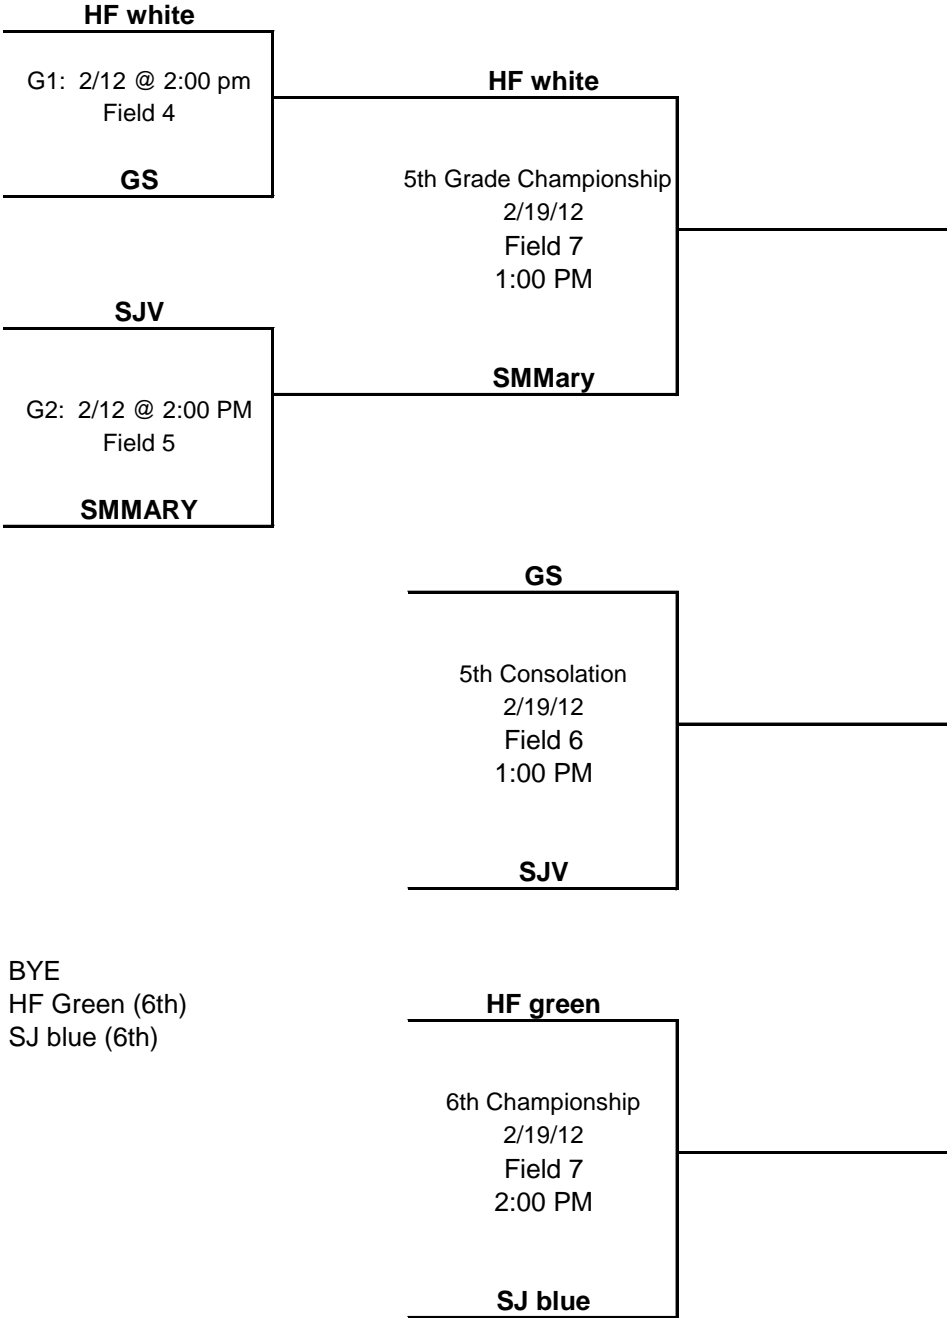 HF white
G1:  2/12 @ 2:00 pm
Field 4
GS
HF white
5th Grade Championship
2/19/12
Field 7
1:00 PM
SJV
G2:  2/12 @ 2:00 PM
Field 5
SMMARY
SMMary
GS
5th Consolation
2/19/12
Field 6
1:00 PM
SJV
BYE
HF Green (6th)
SJ blue (6th)
HF green
6th Championship
2/19/12
Field 7
2:00 PM
SJ blue